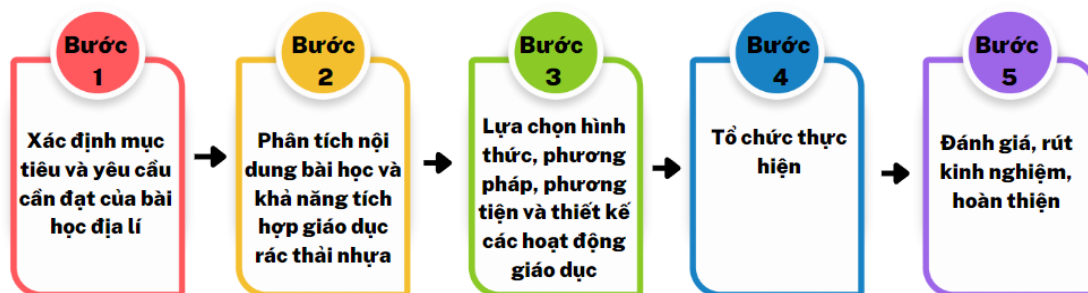 Bước
1
Xác định mục
tiêu và yêu cầu
cần đạt của bài
học địa lí
Bước
2
Phân tích nội
dung bài học và
khả năng tích
hợp giáo dục
rác thải nhựa
Bước
3
Lựa chọn hình
thức, phương
pháp, phương
tiện và thiết kế
các hoạt động
giáo dục
Bước
4
Tổ chức thực
hiện
Bước
5
Đánh giá, rút
kinh nghiệm,
hoàn thiện